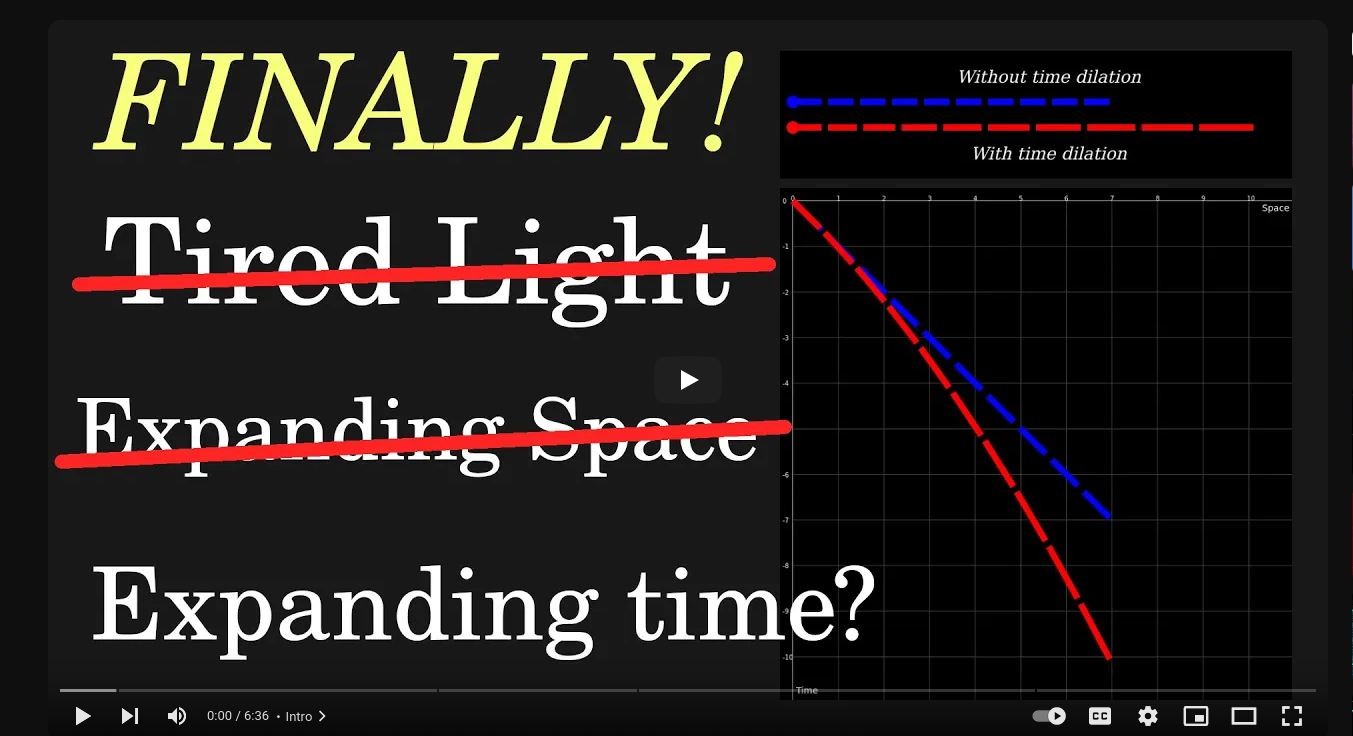 FINALLY!
Tired Light
Expanding Space
Expanding time?
Without time dilation
With time dilation
0 1 2 3 4 5 6 7 8 9 10
Space
0
-1
-2
-3
-4
-6
-7
-8
-9
-10
Time
0:00 / 6:36 • Intro
CC